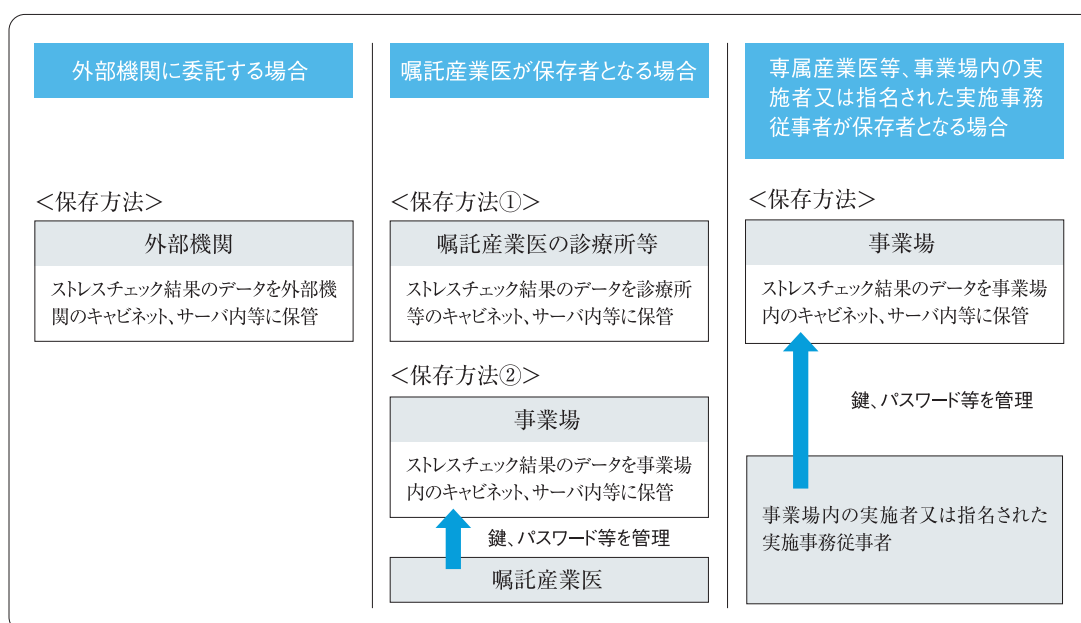 外部機関に委託する場合
<保存方法>
外部機関
ストレスチェック結果のデータを外部機
関のキャビネット、サーバ内等に保管
嘱託産業医が保存者となる場合
<保存方法①>
嘱託産業医の診療所等
ストレスチェック結果のデータを診療所
等のキャビネット、サーバ内等に保管
<保存方法②>
事業場
ストレスチェック結果のデータを事業場
内のキャビネット、サーバ内等に保管
鍵、パスワード等を管理
嘱託産業医
専属産業医等、事業場内の実
施者又は指名された実施事務
従事者が保存者となる場合
<保存方法>
事業場
ストレスチェック結果のデータを事業場
内のキャビネット、サーバ内等に保管
鍵、パスワード等を管理
事業場内の実施者又は指名された
実施事務従事者